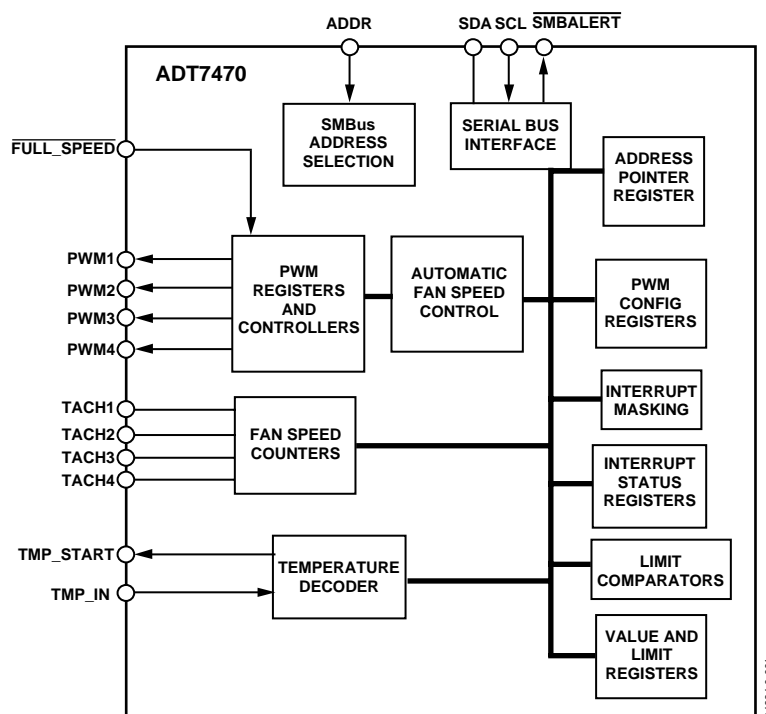 ADDR
SDA SCL SMBALERT
ADT7470
SMBus
ADDRESS
SELECTION
SERIAL BUS
INTERFACE
FULL_SPEED
ADDRESS
POINTER
REGISTER
PWM1
PWM2
PWM3
PWM4
PWM
REGISTERS
AND
CONTROLLERS
AUTOMATIC
FAN SPEED
CONTROL
PWM
CONFIG
REGISTERS
INTERRUPT
MASKING
TACH1
TACH2
TACH3
TACH4
FAN SPEED
COUNTERS
INTERRUPT
STATUS
REGISTERS
TMP_START
TMP_IN
TEMPERATURE
DECODER
LIMIT
COMPARATORS
VALUE AND
LIMIT
REGISTERS